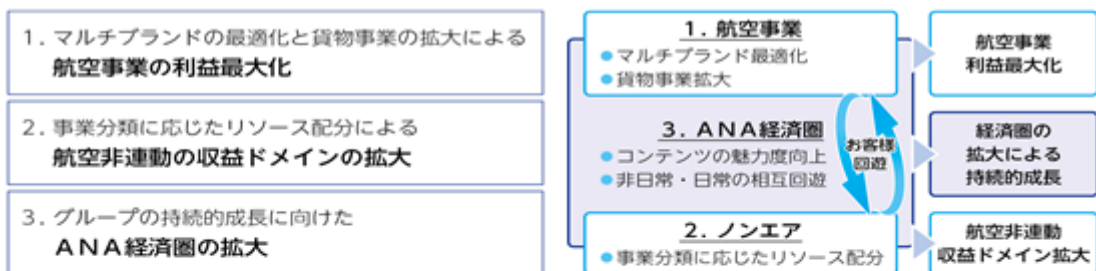 1. マルチブランドの最適化と貨物事業の拡大による
航空事業の利益最大化
2. 事業分類に応じたリソース配分による
航空非連動の収益ドメインの拡大
3. グループの持続的成長に向けた
ANA経済圏の拡大
1. 航空事業
●マルチブランド最適化
●貨物事業拡大
3. ANA経済圏
●コンテンツの魅力度向上
●非日常・日常の相互回遊
お客様
回遊
2. ノンエア
●事業分類に応じたリソース配分
航空事業
利益最大化
経済圏の
拡大による
持続的成長
航空非連動
収益ドメイン拡大